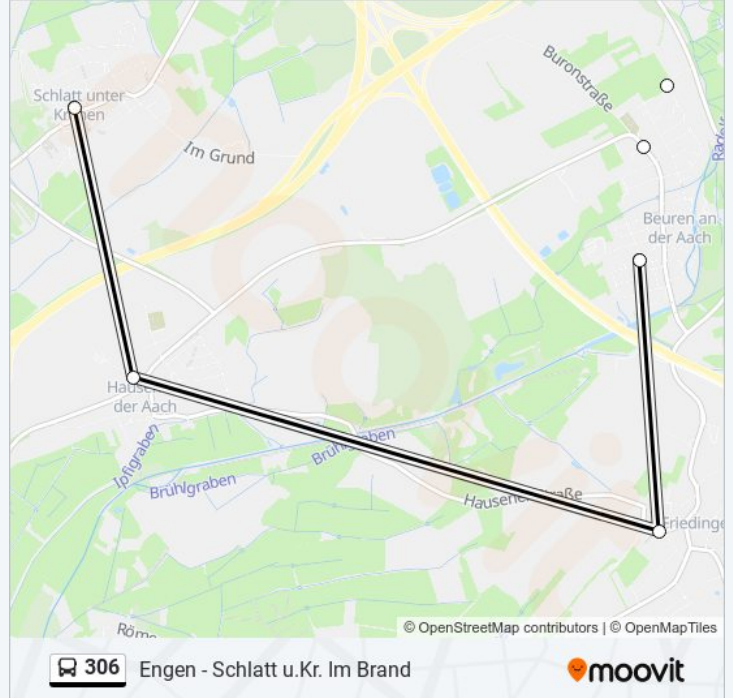 Schlatt unter
Krähen
Im Grund
Buronstraße
Beuren an
der Aach
Hausen
der Aach
Ipfigraben
Brühlgraben
Brühlgraben
Hausener Straße
Friedinge
© OpenStreetMap contributors | © OpenMapTiles
306 Engen - Schlatt u.Kr. Im Brand
moovit